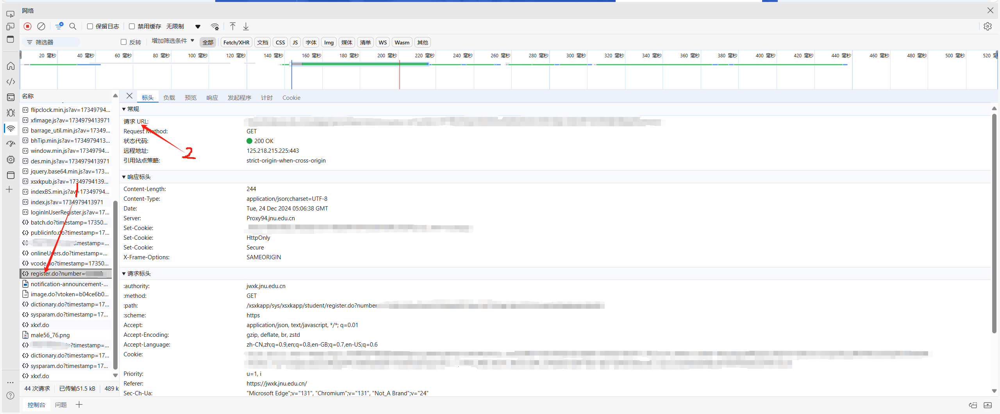 网络
保留日志 禁用缓存 无限制
筛选器 反转 增加筛选条件 全部 Fetch/XHR 文档 CSS JS 字体 Img 媒体 清单 WS Wasm 其他
20 毫秒 40 毫秒 60 毫秒 80 毫秒 100 毫秒 120 毫秒 140 毫秒 160 毫秒 180 毫秒 200 毫秒 220 毫秒 240 毫秒 260 毫秒 280 毫秒 300 毫秒 320 毫秒 340 毫秒 360 毫秒 380 毫秒 400 毫秒 420 毫秒 440 毫秒 460 毫秒 480 毫秒 500 毫秒 520
名称
flipclock.min.js?av=17349794...
xfimage.js?av=1734979413971
barrage_util.min.js?av=17349...
bhTip.min.js?av=1734979413...
window.min.js?av=17349794...
des.min.js?av=1734979413971
jquery.base64.min.js?av=173...
xsxkpub.js?av=17349794139...
1
indexBS.min.js?av=17349794...
index.js?av=1734979413971
loginInUserRegister.js?av=17...
batch.do?timestamp=17350...
publicinfo.do?timestamp=17...
timestamp=...
onlineUsers.do?timestamp=...
vcode.do?timestamp=17350...
register.do?number=
notification-announcement-...
image.do?vtoken=b04ce6b0...
dictionary.do?timestamp=17...
sysparam.do?timestamp=17...
xkxf.do
male56_76.png
?timestamp=...
dictionary.do?timestamp=17...
sysparam.do?timestamp=17...
xkxf.do
44 次请求 已传输51.5 kB 489 k
标头 负载 预览 响应 发起程序 计时 Cookie
常规
请求 URL:
Request Method: GET
状态代码: 200 OK
远程地址: 125.218.215.225:443
2
引用站点策略: strict-origin-when-cross-origin
响应标头
Content-Length: 244
Content-Type: application/json;charset=UTF-8
Date: Tue, 24 Dec 2024 05:06:38 GMT
Server: Proxy94.jnu.edu.cn
Set-Cookie:
Set-Cookie: HttpOnly
Set-Cookie: Secure
X-Frame-Options: SAMEORIGIN
请求标头
:authority: jwxk.jnu.edu.cn
:method: GET
:path: /xsxkapp/sys/xsxkapp/student/register.do?number
:scheme: https
Accept: application/json, text/javascript, */*; q=0.01
Accept-Encoding: gzip, deflate, br, zstd
Accept-Language: zh-CN,zh;q=0.9,en;q=0.8,en-GB;q=0.7,en-US;q=0.6
Cookie:
Priority: u=1, i
Referer: https://jwxk.jnu.edu.cn/
Sec-Ch-Ua: "Microsoft Edge";v="131", "Chromium";v="131", "Not_A Brand";v="24"
控制台 问题